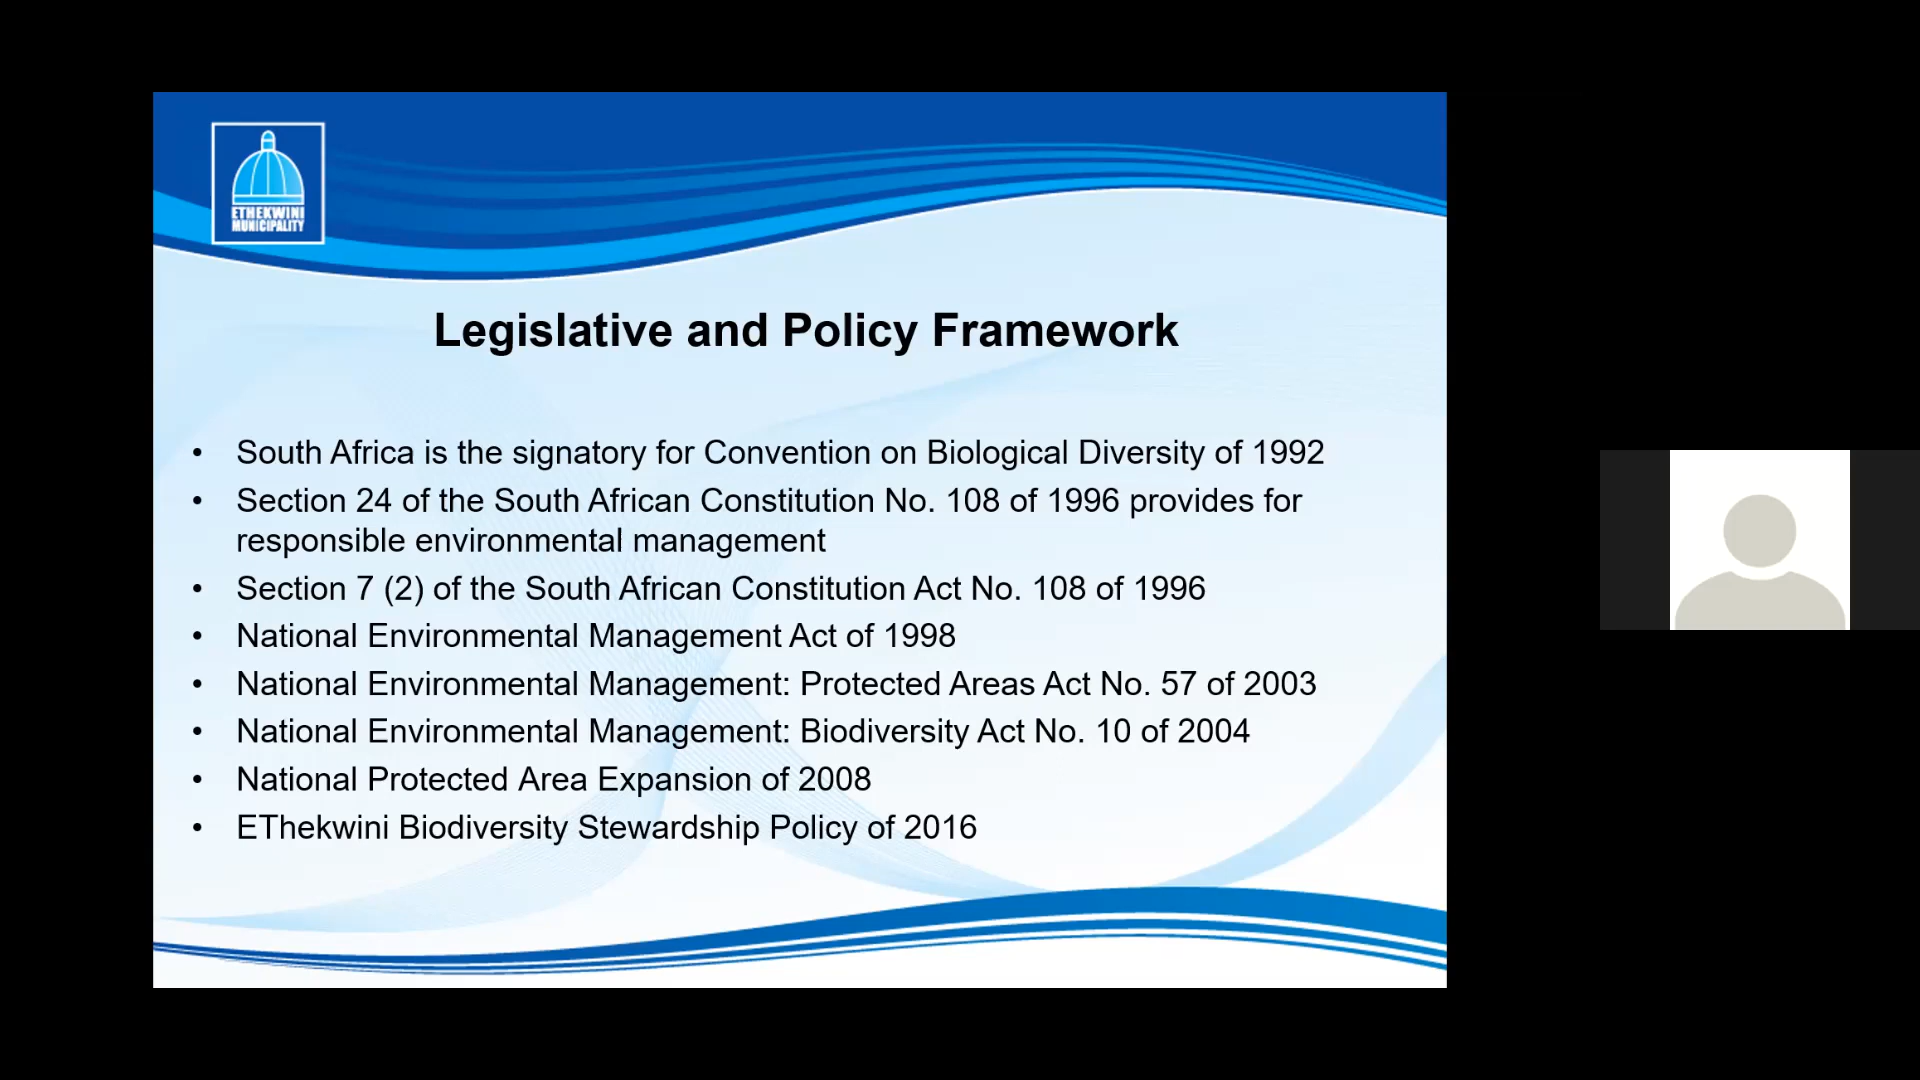 ETHEKWINI
MUNICIPALITY
Legislative and Policy Framework
• South Africa is the signatory for Convention on Biological Diversity of 1992
• Section 24 of the South African Constitution No. 108 of 1996 provides for
responsible environmental management
• Section 7 (2) of the South African Constitution Act No. 108 of 1996
• National Environmental Management Act of 1998
• National Environmental Management: Protected Areas Act No. 57 of 2003
• National Environmental Management: Biodiversity Act No. 10 of 2004
• National Protected Area Expansion of 2008
• EThekwini Biodiversity Stewardship Policy of 2016